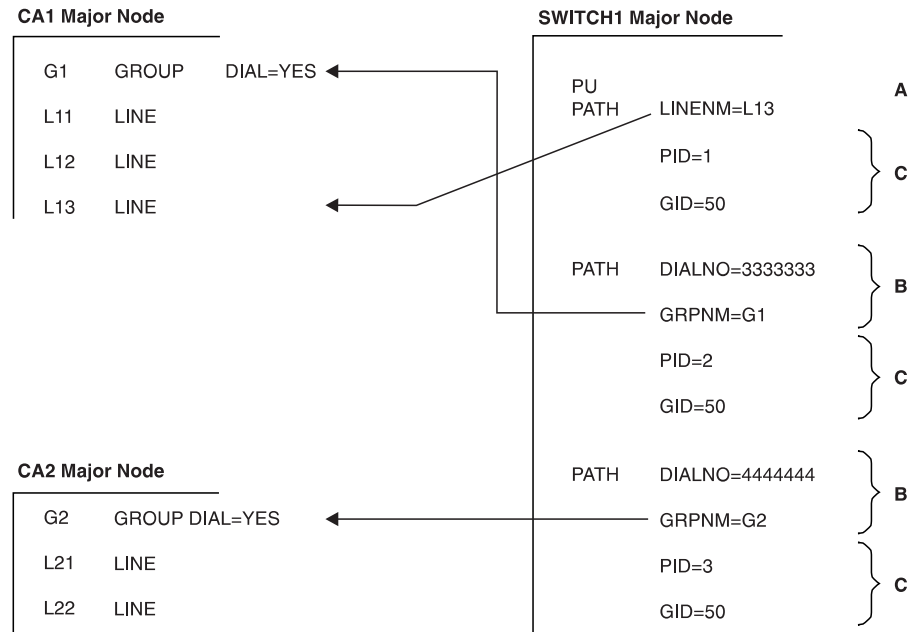 CA1 Major Node
G1 GROUP DIAL=YES
L11 LINE
L12 LINE
L13 LINE
SWITCH1 Major Node
PU
PATH LINENM=L13
A
PID=1
GID=50
C
PATH DIALNO=3333333
GRPNM=G1
B
PID=2
GID=50
C
CA2 Major Node
G2 GROUP DIAL=YES
L21 LINE
L22 LINE
PATH DIALNO=4444444
GRPNM=G2
B
PID=3
GID=50
C